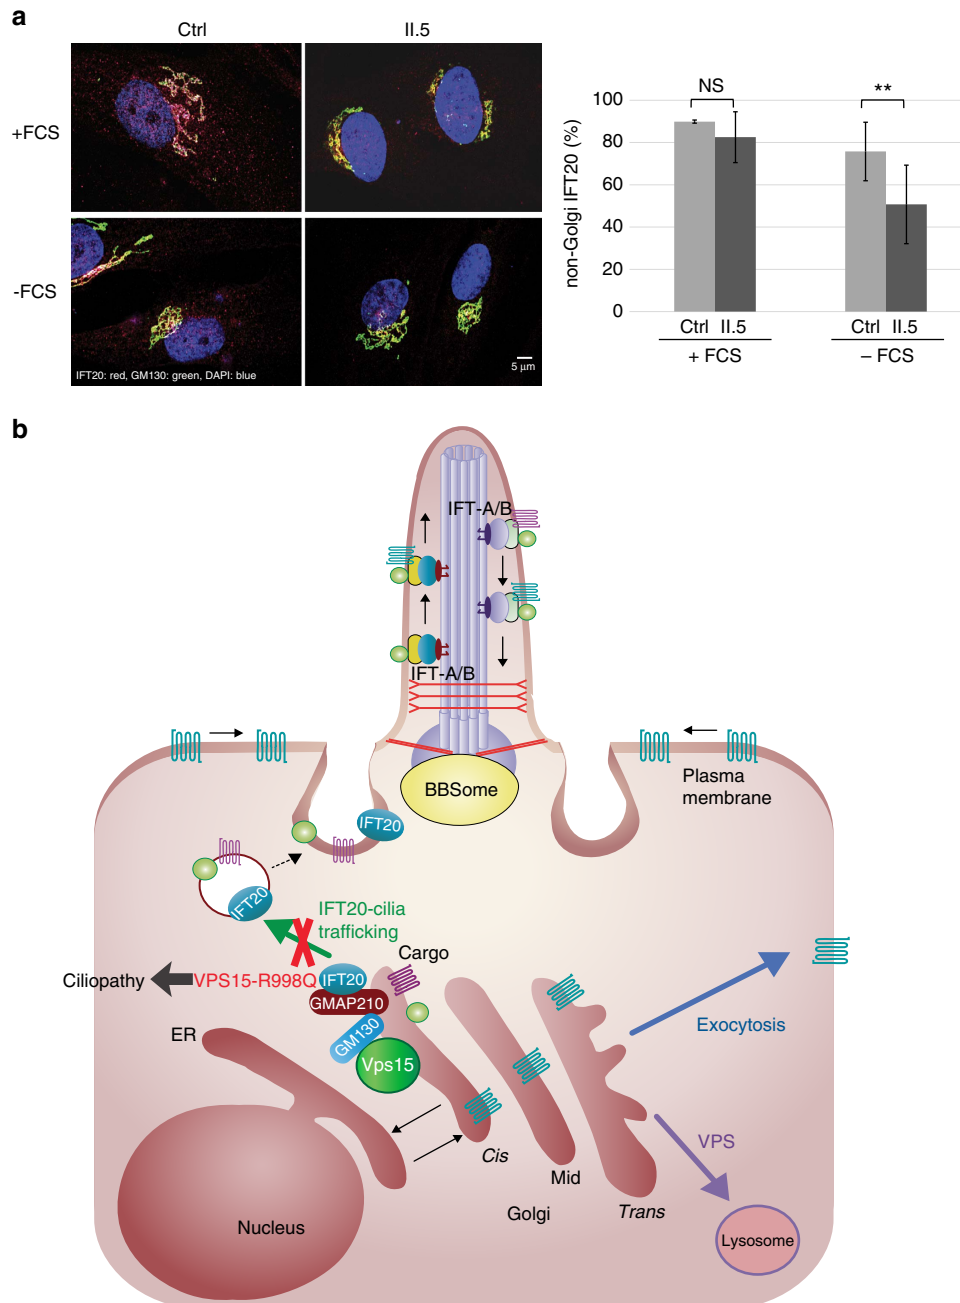 a
Ctrl
II.5
+FCS
-FCS
IFT20: red, GM130: green, DAPI: blue
5 μm
non-Golgi IFT20 (%)
100
80
60
40
20
0
NS
**
Ctrl II.5
Ctrl II.5
+ FCS
– FCS
b
IFT-A/B
IFT-A/B
BBSome
Plasma
membrane
IFT20
IFT20
IFT20-cilia
trafficking
Cargo
Ciliopathy
VPS15-R998Q
IFT20
GMAP210
GM130
Vps15
ER
Exocytosis
VPS
Cis
Mid
Trans
Golgi
Nucleus
Lysosome